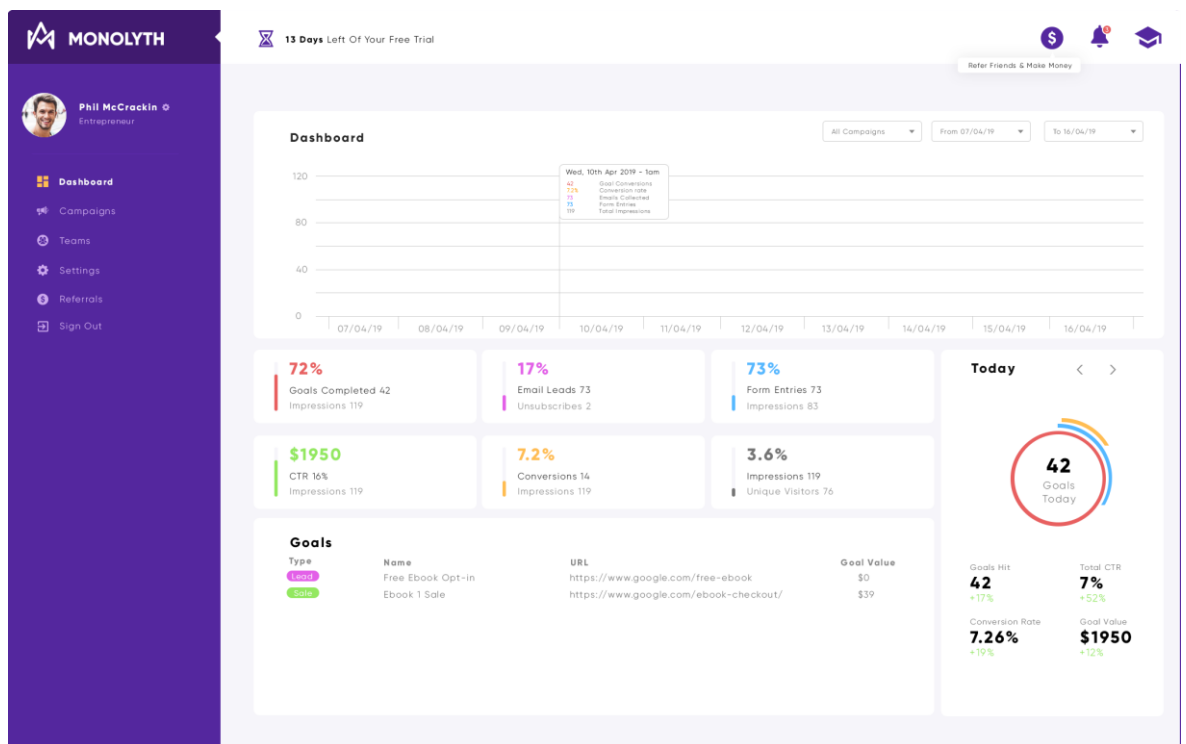 MONOLYTH
13 Days Left Of Your Free Trial
$
3
Refer Friends & Make Money
Phil McCrackin
Entrepreneur
Dashboard
Campaigns
Teams
Settings
Referrals
Sign Out
Dashboard
All Campaigns
From 07/04/19
To 16/04/19
Wed, 10th Apr 2019 - 1am
42 Goal Conversions
7.2% Conversion rate
73 Emails Collected
73 Form Entries
119 Total Impressions
120
80
40
0
07/04/19 08/04/19 09/04/19 10/04/19 11/04/19 12/04/19 13/04/19 14/04/19 15/04/19 16/04/19
72%
Goals Completed 42
Impressions 119
17%
Email Leads 73
Unsubscribes 2
73%
Form Entries 73
Impressions 83
$1950
CTR 16%
Impressions 119
7.2%
Conversions 14
Impressions 119
3.6%
Impressions 119
Unique Visitors 76
Goals
Type Name URL Goal Value
Lead Free Ebook Opt-in https://www.google.com/free-ebook $0
Sale Ebook 1 Sale https://www.google.com/ebook-checkout/ $39
Today
42
Goals
Today
Goals Hit Total CTR
42 7%
+17% +52%
Conversion Rate Goal Value
7.26% $1950
+19% +12%